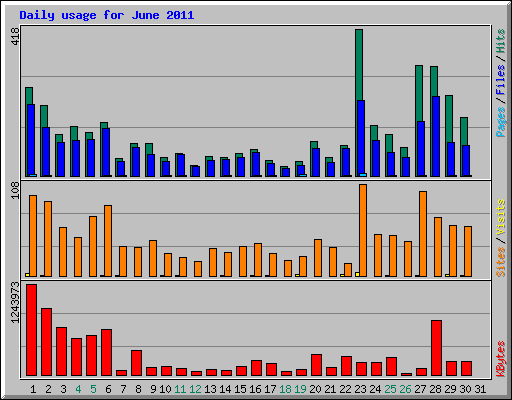 Daily usage for June 2011
418
Pages / Files / Hits
108
Sites / Visits
1243973
KBytes
1 2 3 4 5 6 7 8 9 10 11 12 13 14 15 16 17 18 19 20 21 22 23 24 25 26 27 28 29 30 31